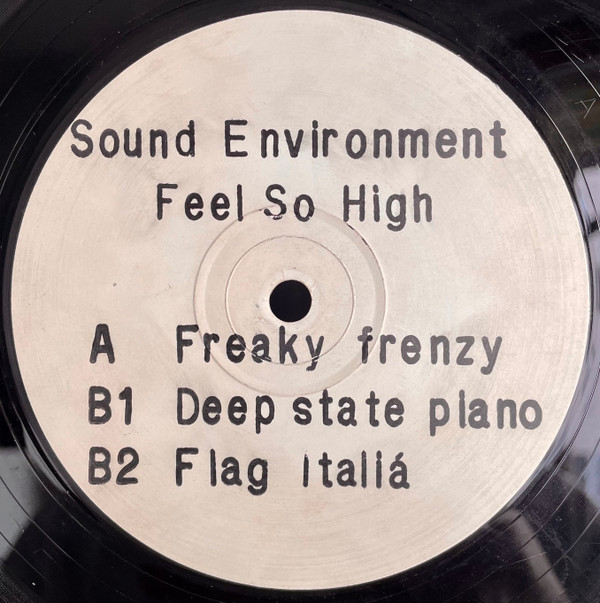 Sound Environment
Feel So High
A Freaky frenzy
B1 Deep state piano
B2 Flag italiá